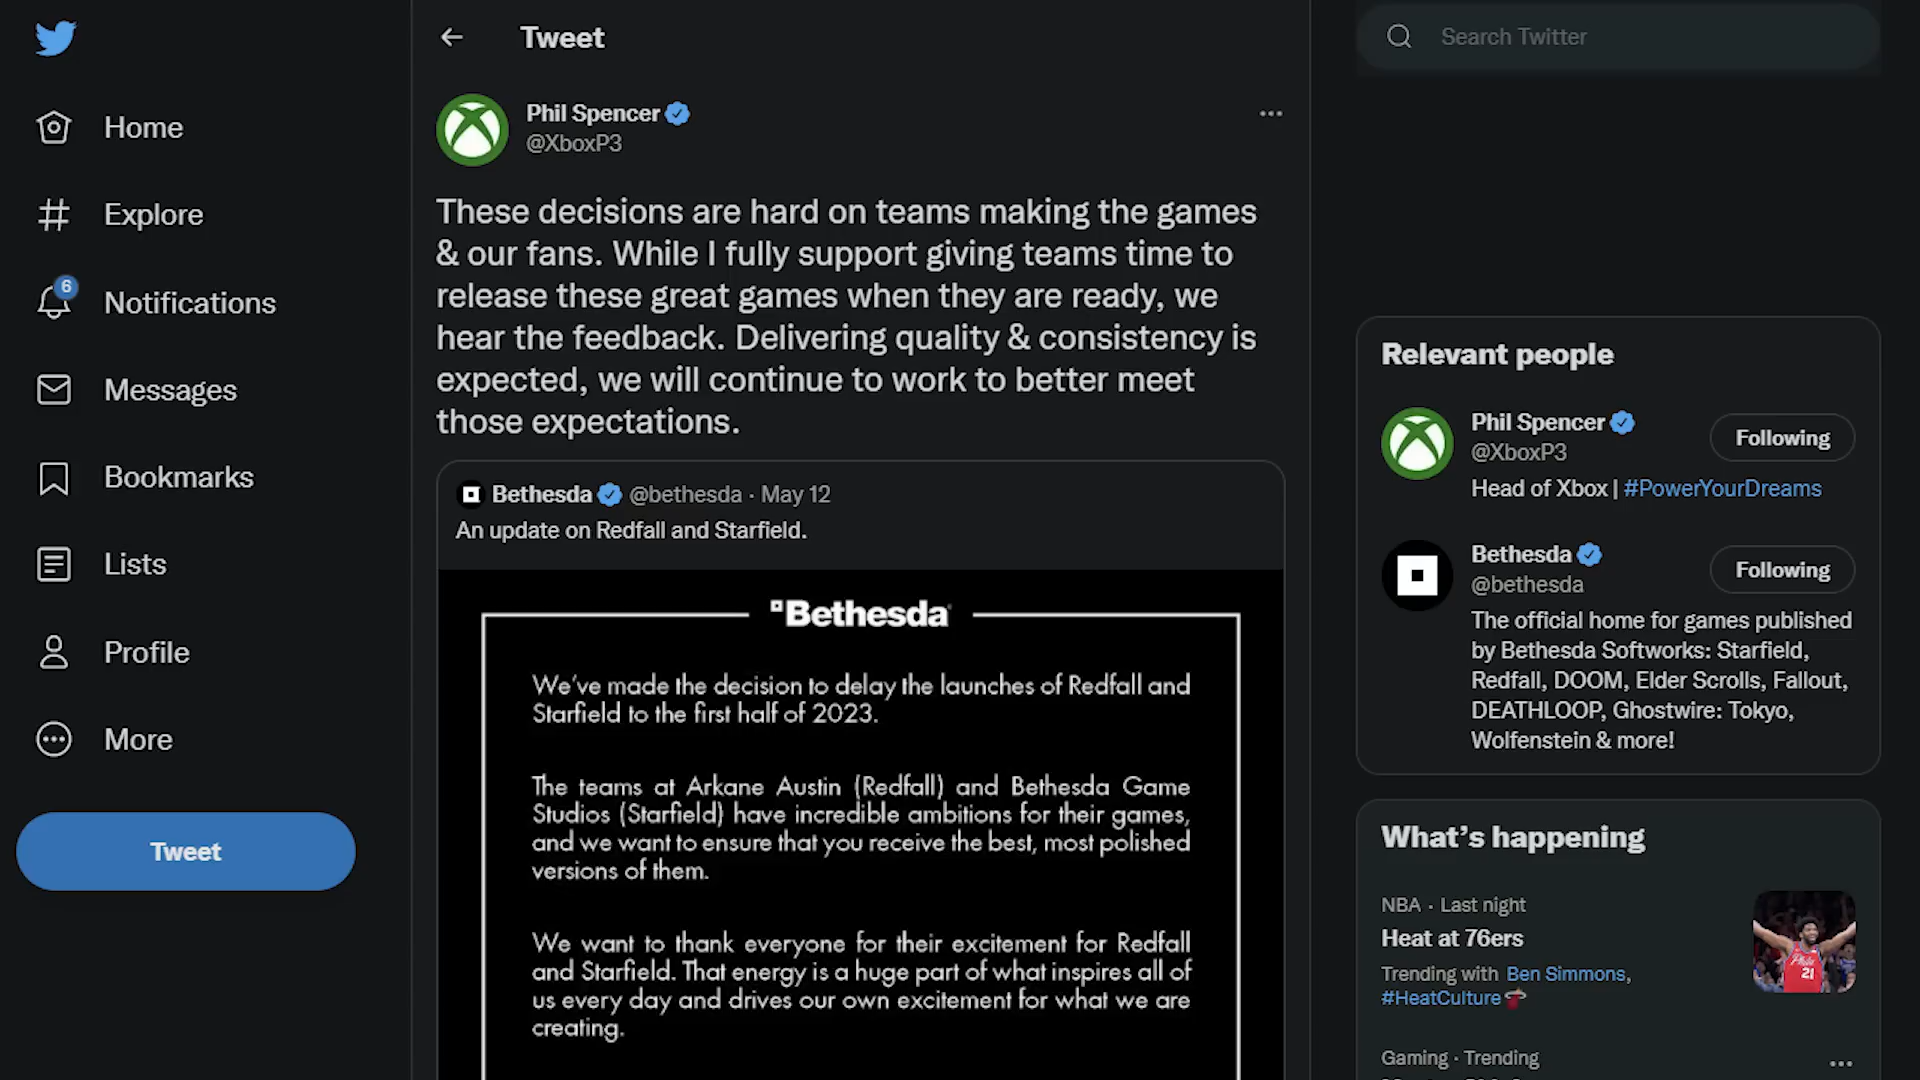 Home
Explore
6
Notifications
Messages
Bookmarks
Lists
Profile
More
Tweet
Tweet
Phil Spencer
@XboxP3
These decisions are hard on teams making the games
& our fans. While I fully support giving teams time to
release these great games when they are ready, we
hear the feedback. Delivering quality & consistency is
expected, we will continue to work to better meet
those expectations.
Bethesda @bethesda · May 12
An update on Redfall and Starfield.
Bethesda
We've made the decision to delay the launches of Redfall and
Starfield to the first half of 2023.
The teams at Arkane Austin (Redfall) and Bethesda Game
Studios (Starfield) have incredible ambitions for their games,
and we want to ensure that you receive the best, most polished
versions of them.
We want to thank everyone for their excitement for Redfall
and Starfield. That energy is a huge part of what inspires all of
us every day and drives our own excitement for what we are
creating.
Search Twitter
Relevant people
Phil Spencer
@XboxP3
Following
Head of Xbox | #PowerYourDreams
Bethesda
@bethesda
Following
The official home for games published
by Bethesda Softworks: Starfield,
Redfall, DOOM, Elder Scrolls, Fallout,
DEATHLOOP, Ghostwire: Tokyo,
Wolfenstein & more!
What's happening
NBA · Last night
Heat at 76ers
Trending with Ben Simmons,
#HeatCulture
Phila
21
Gaming · Trending